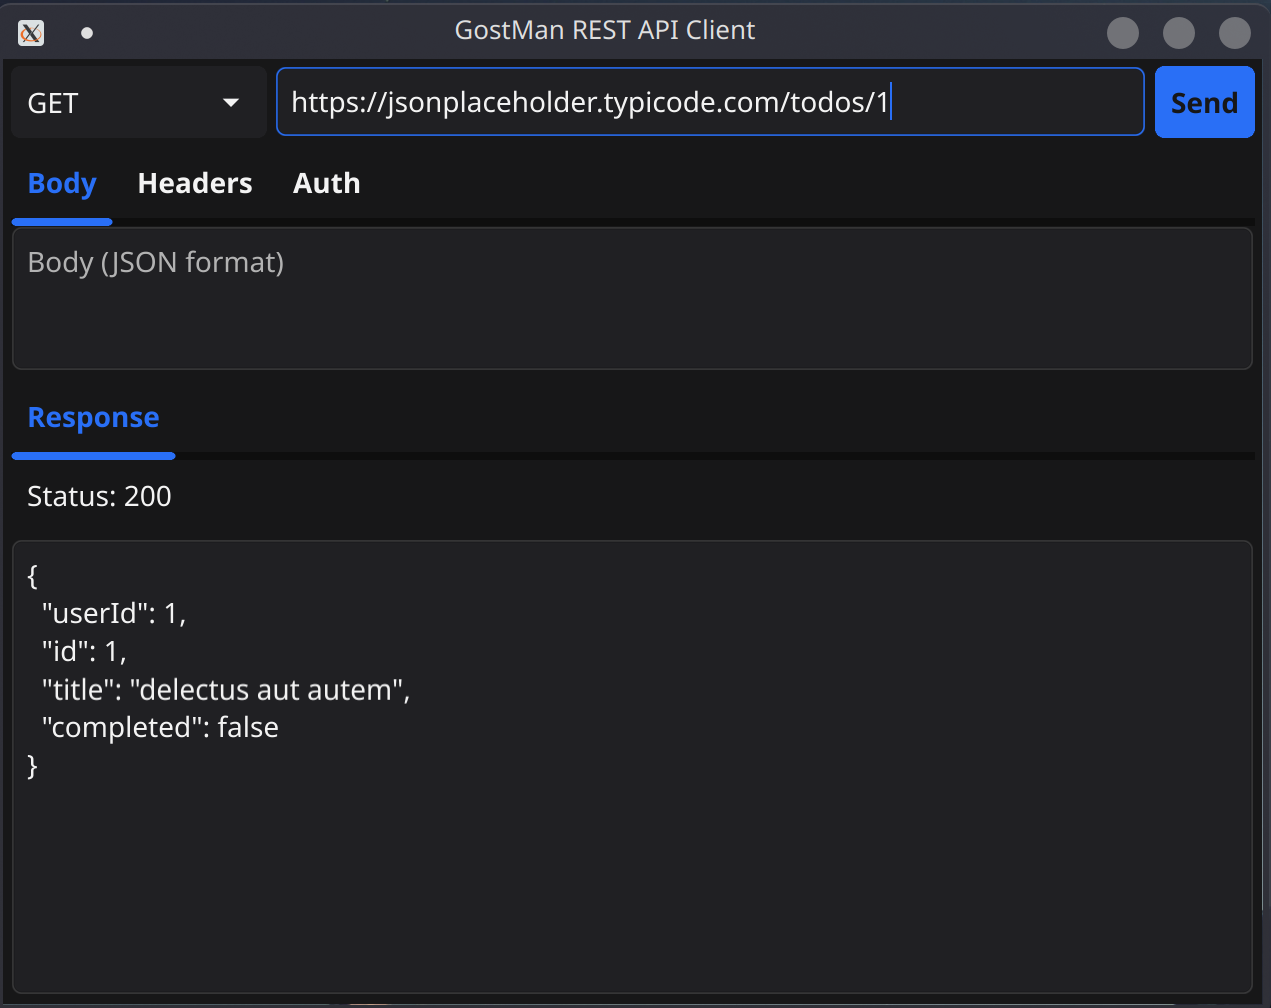 GostMan REST API Client
GET
https://jsonplaceholder.typicode.com/todos/1
Send
Body Headers Auth
Body (JSON format)
Response
Status: 200
{
  "userId": 1,
  "id": 1,
  "title": "delectus aut autem",
  "completed": false
}